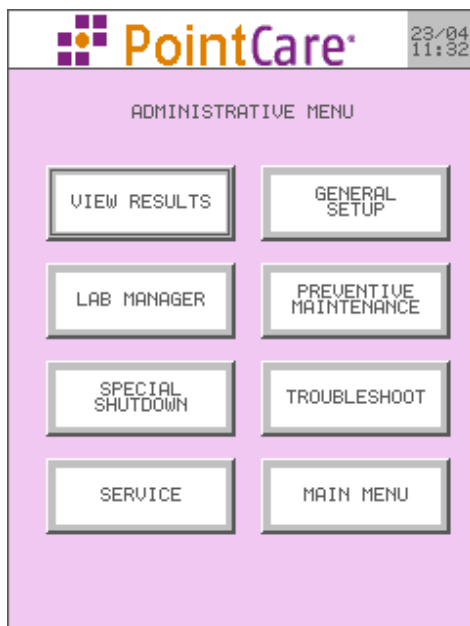 PointCare
23/04
11:32
ADMINISTRATIVE MENU
VIEW RESULTS
GENERAL
SETUP
LAB MANAGER
PREVENTIVE
MAINTENANCE
SPECIAL
SHUTDOWN
TROUBLESHOOT
SERVICE
MAIN MENU